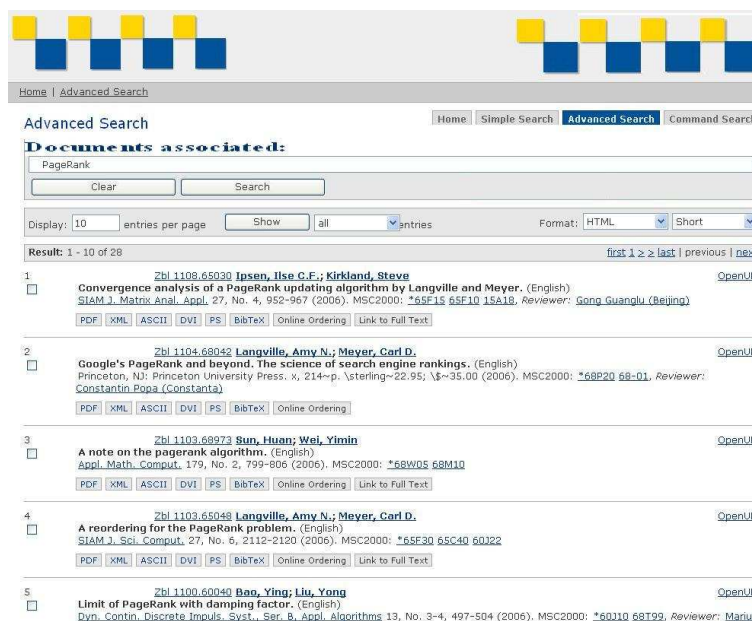 Home | Advanced Search
Advanced Search
Home Simple Search Advanced Search Command Search
Documents associated:
PageRank
Clear Search
Display: 10 entries per page Show all entries Format: HTML Short
Result: 1 - 10 of 28 first 1 > > last | previous | nex
1 Zbl 1108.65030 Ipsen, Ilse C.F.; Kirkland, Steve OpenU
Convergence analysis of a PageRank updating algorithm by Langville and Meyer. (English)
SIAM J. Matrix Anal. Appl. 27, No. 4, 952-967 (2006). MSC2000: *65F15 65F10 15A18, Reviewer: Gong Guanglu (Beijing)
PDF XML ASCII DVI PS BibTeX Online Ordering Link to Full Text
2 Zbl 1104.68042 Langville, Amy N.; Meyer, Carl D. OpenU
Google's PageRank and beyond. The science of search engine rankings. (English)
Princeton, NJ: Princeton University Press. x, 214~p. \sterling~22.95; \$~35.00 (2006). MSC2000: *68P20 68-01, Reviewer:
Constantin Popa (Constanta)
PDF XML ASCII DVI PS BibTeX Online Ordering
3 Zbl 1103.68973 Sun, Huan; Wei, Yimin OpenU
A note on the pagerank algorithm. (English)
Appl. Math. Comput. 179, No. 2, 799-806 (2006). MSC2000: *68W05 68M10
PDF XML ASCII DVI PS BibTeX Online Ordering Link to Full Text
4 Zbl 1103.65048 Langville, Amy N.; Meyer, Carl D. OpenU
A reordering for the PageRank problem. (English)
SIAM J. Sci. Comput. 27, No. 6, 2112-2120 (2006). MSC2000: *65F30 65C40 60J22
PDF XML ASCII DVI PS BibTeX Online Ordering Link to Full Text
5 Zbl 1100.60040 Bao, Ying; Liu, Yong OpenU
Limit of PageRank with damping factor. (English)
Dyn. Contin. Discrete Impuls. Syst., Ser. B, Appl. Algorithms 13, No. 3-4, 497-504 (2006). MSC2000: *60J10 68T99, Reviewer: Mariu